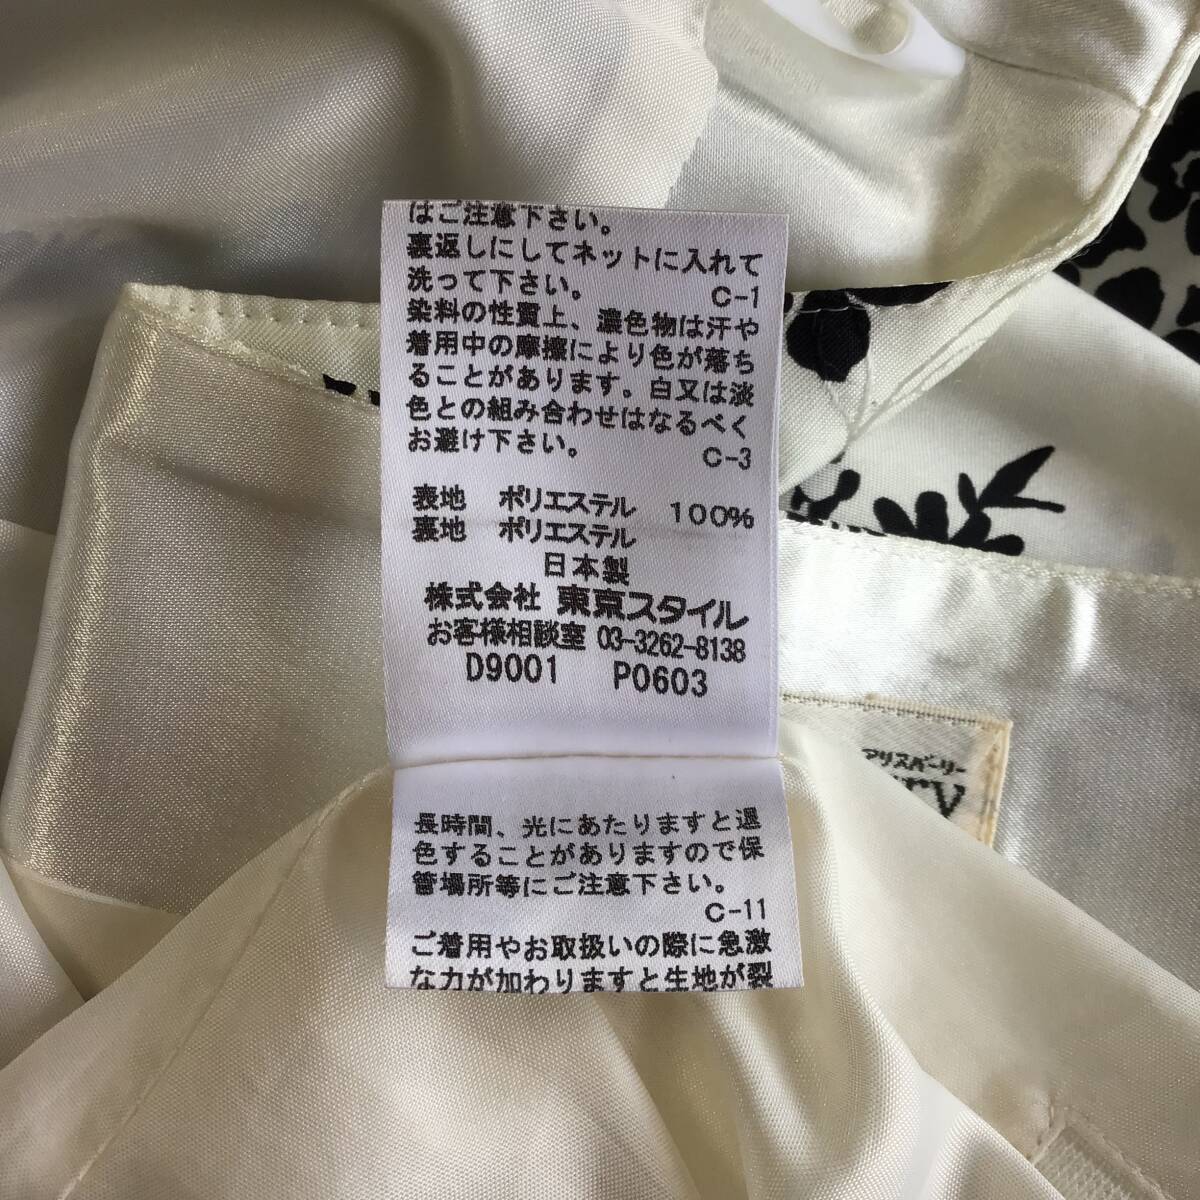 はご注意下さい。
裏返しにしてネットに入れて
洗って下さい。 C-1
染料の性質上、濃色物は汗や
着用中の摩擦により色が落ち
ることがあります。白又は淡
色との組み合わせはなるべく
お避け下さい。 C-3
表地 ポリエステル 100%
裏地 ポリエステル
日本製
株式会社 東京スタイル
お客様相談室 03-3262-8138
D9001 P0603
アリスバーリー
長時間、光にあたりますと退
色することがありますので保
管場所等にご注意下さい。
C-11
ご着用やお取扱いの際に急激
な力が加わりますと生地が裂